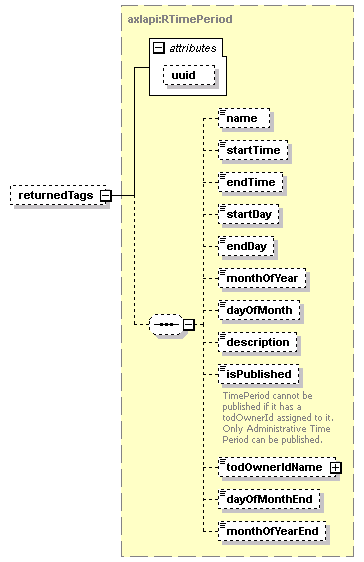 axlapi:RTimePeriod
attributes
uuid
returnedTags
name
startTime
endTime
startDay
endDay
monthOfYear
dayOfMonth
description
isPublished
TimePeriod cannot be
published if it has a
todOwnerId assigned to it.
Only Administrative Time
Period can be published.
todOwnerIdName
dayOfMonthEnd
monthOfYearEnd